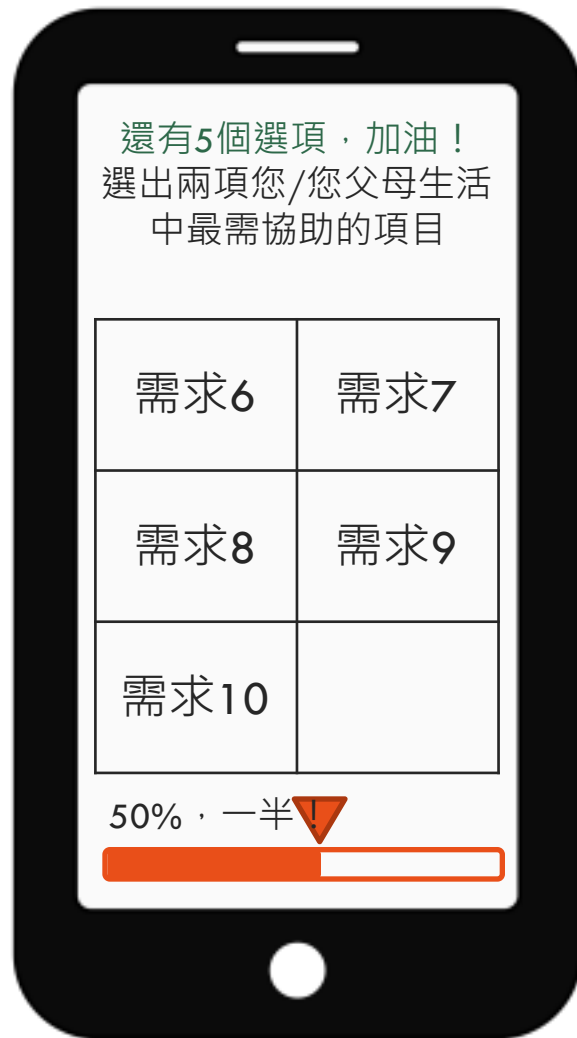 還有5個選項，加油！
選出兩項您/您父母生活
中最需協助的項目
需求6 需求7
需求8 需求9
需求10
50%，一半！